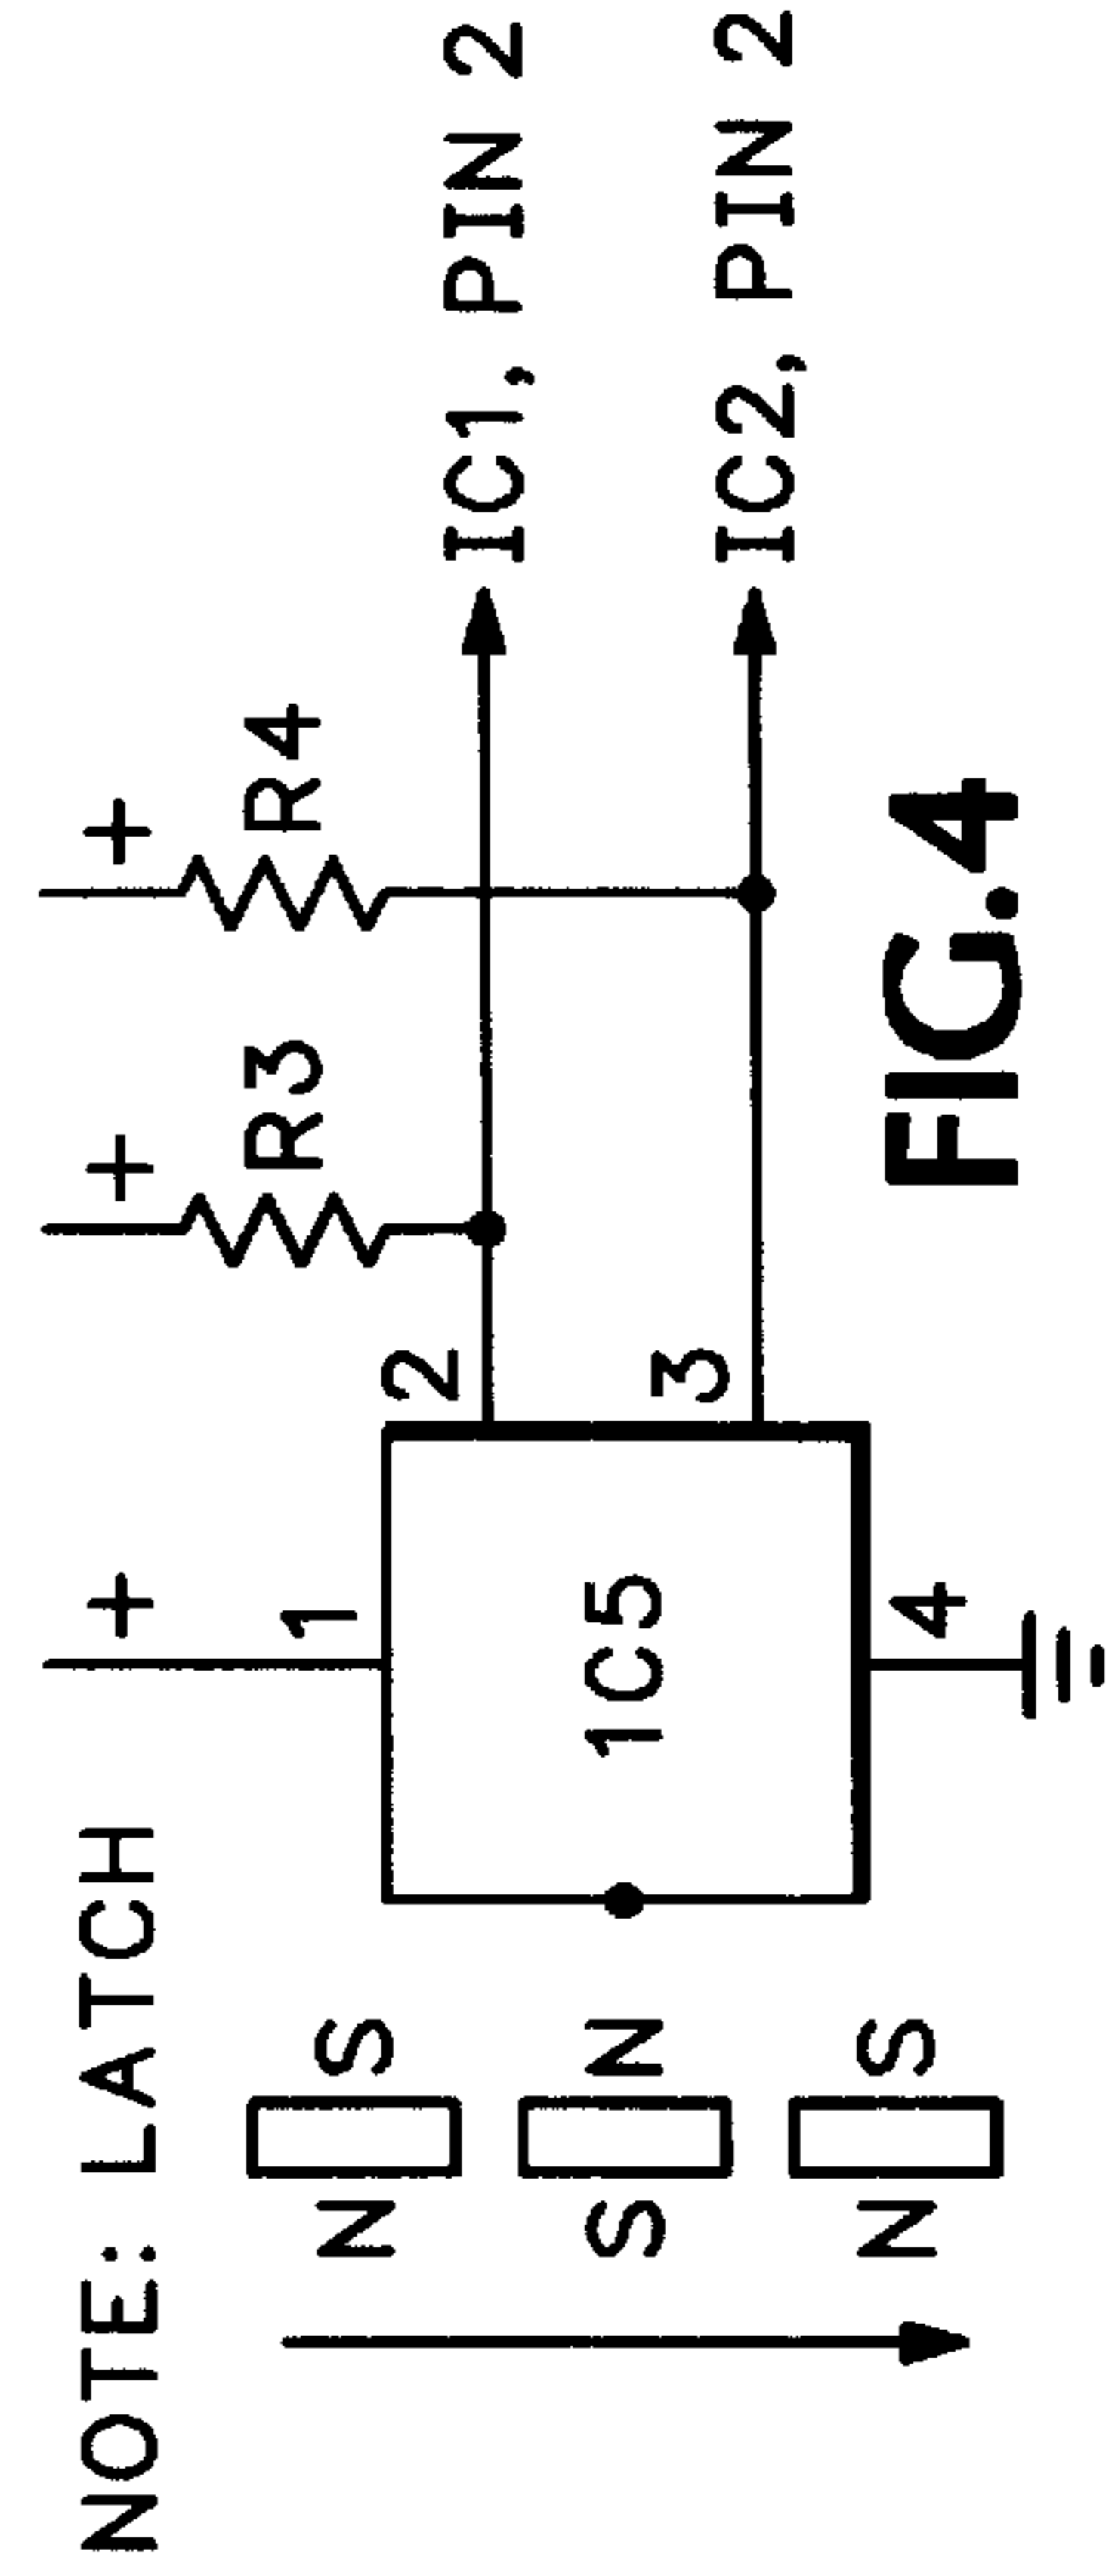 NOTE: LATCH
+
+
+
R3
R4
1
2
IC1, PIN 2
N S
S N
N S
1C5
3
IC2, PIN 2
4
FIG.4